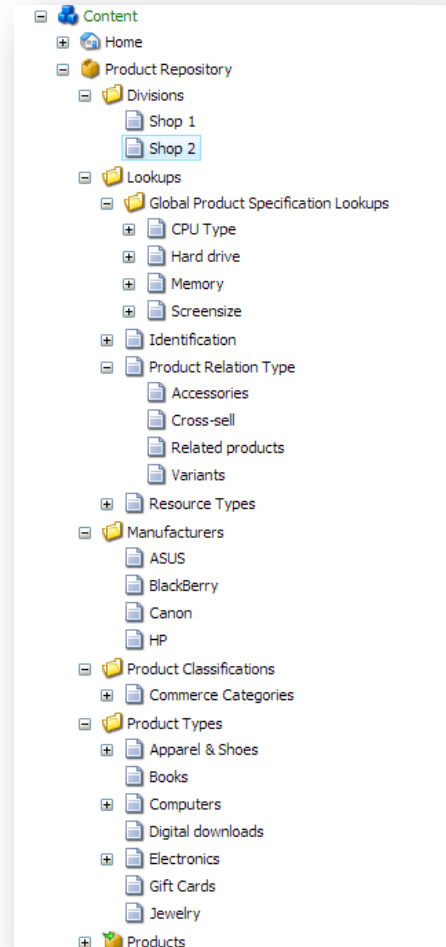 Content
Home
Product Repository
Divisions
Shop 1
Shop 2
Lookups
Global Product Specification Lookups
CPU Type
Hard drive
Memory
Screensize
Identification
Product Relation Type
Accessories
Cross-sell
Related products
Variants
Resource Types
Manufacturers
ASUS
BlackBerry
Canon
HP
Product Classifications
Commerce Categories
Product Types
Apparel & Shoes
Books
Computers
Digital downloads
Electronics
Gift Cards
Jewelry
Products